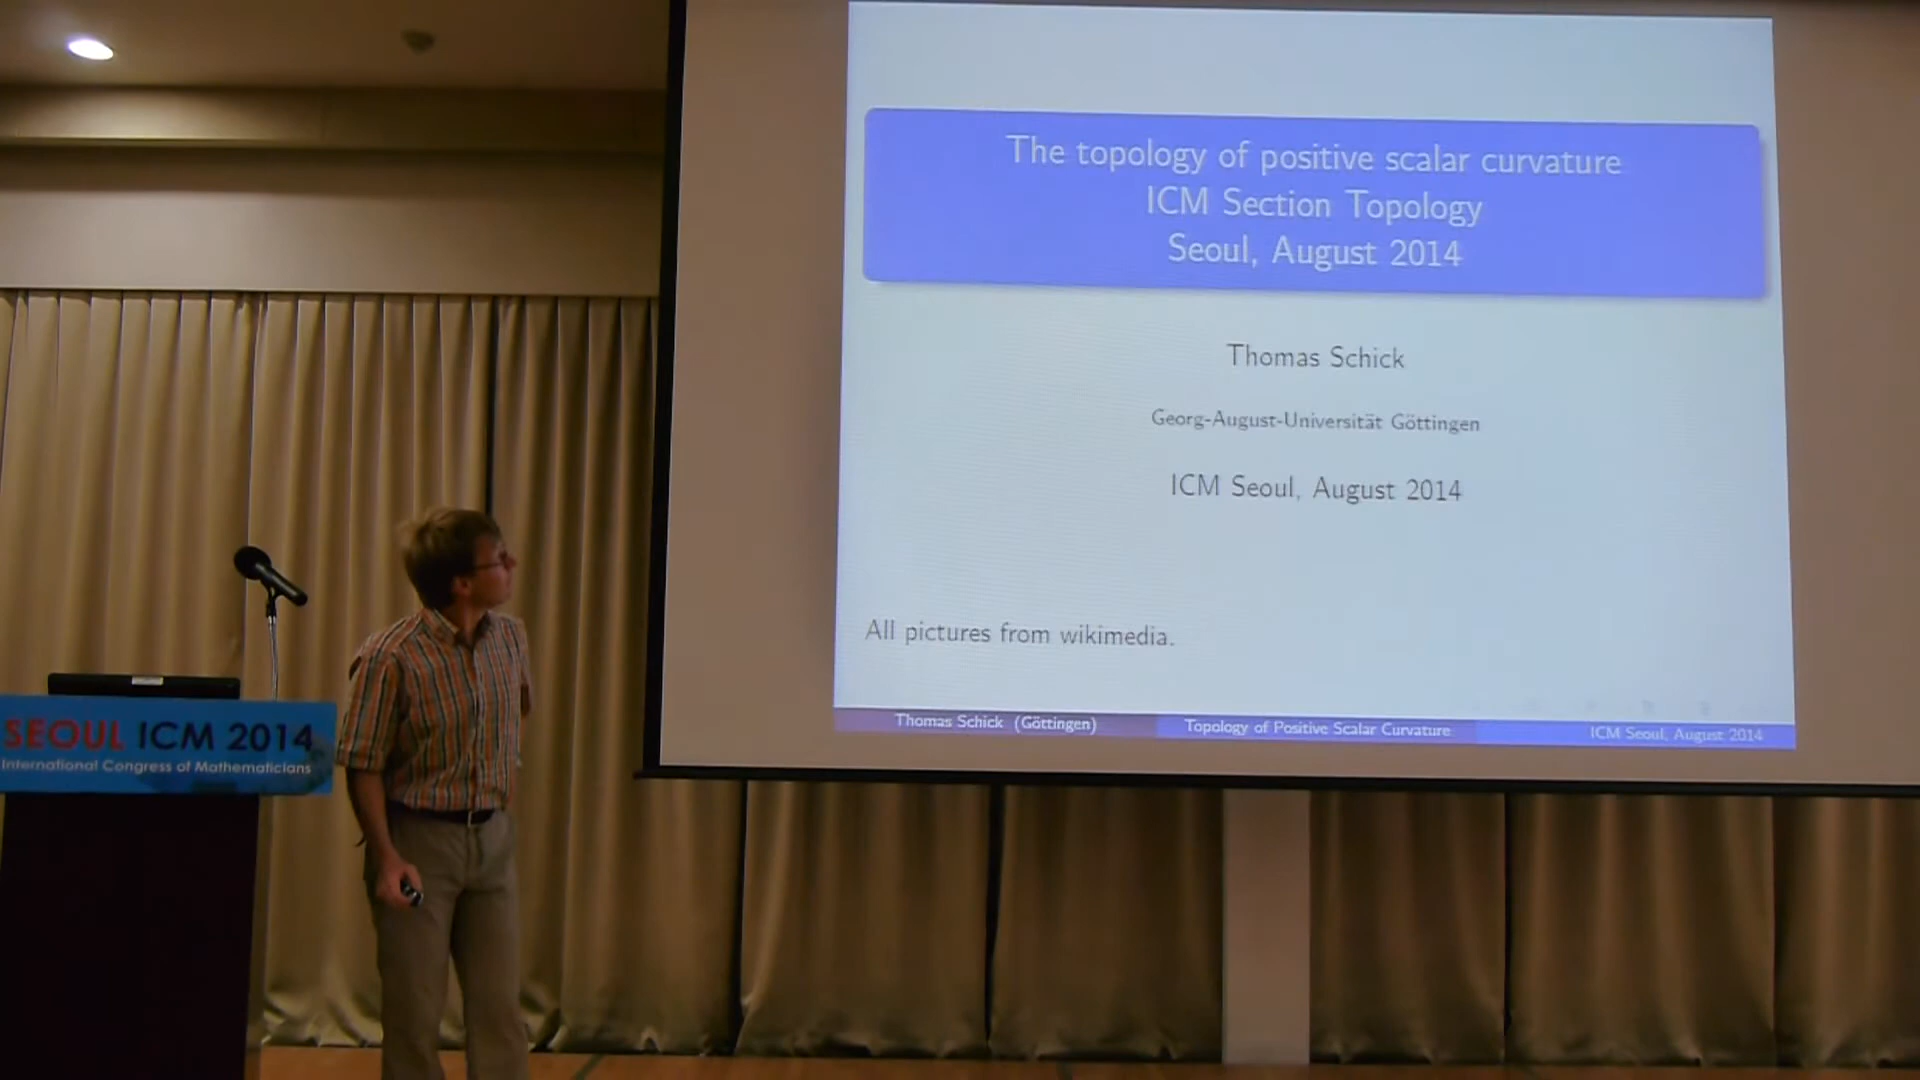 The topology of positive scalar curvature
ICM Section Topology
Seoul, August 2014
Thomas Schick
Georg-August-Universität Göttingen
ICM Seoul, August 2014
All pictures from wikimedia.
Thomas Schick (Göttingen)
Topology of Positive Scalar Curvature
ICM Seoul, August 2014
SEOUL ICM 2014
International Congress of Mathematicians